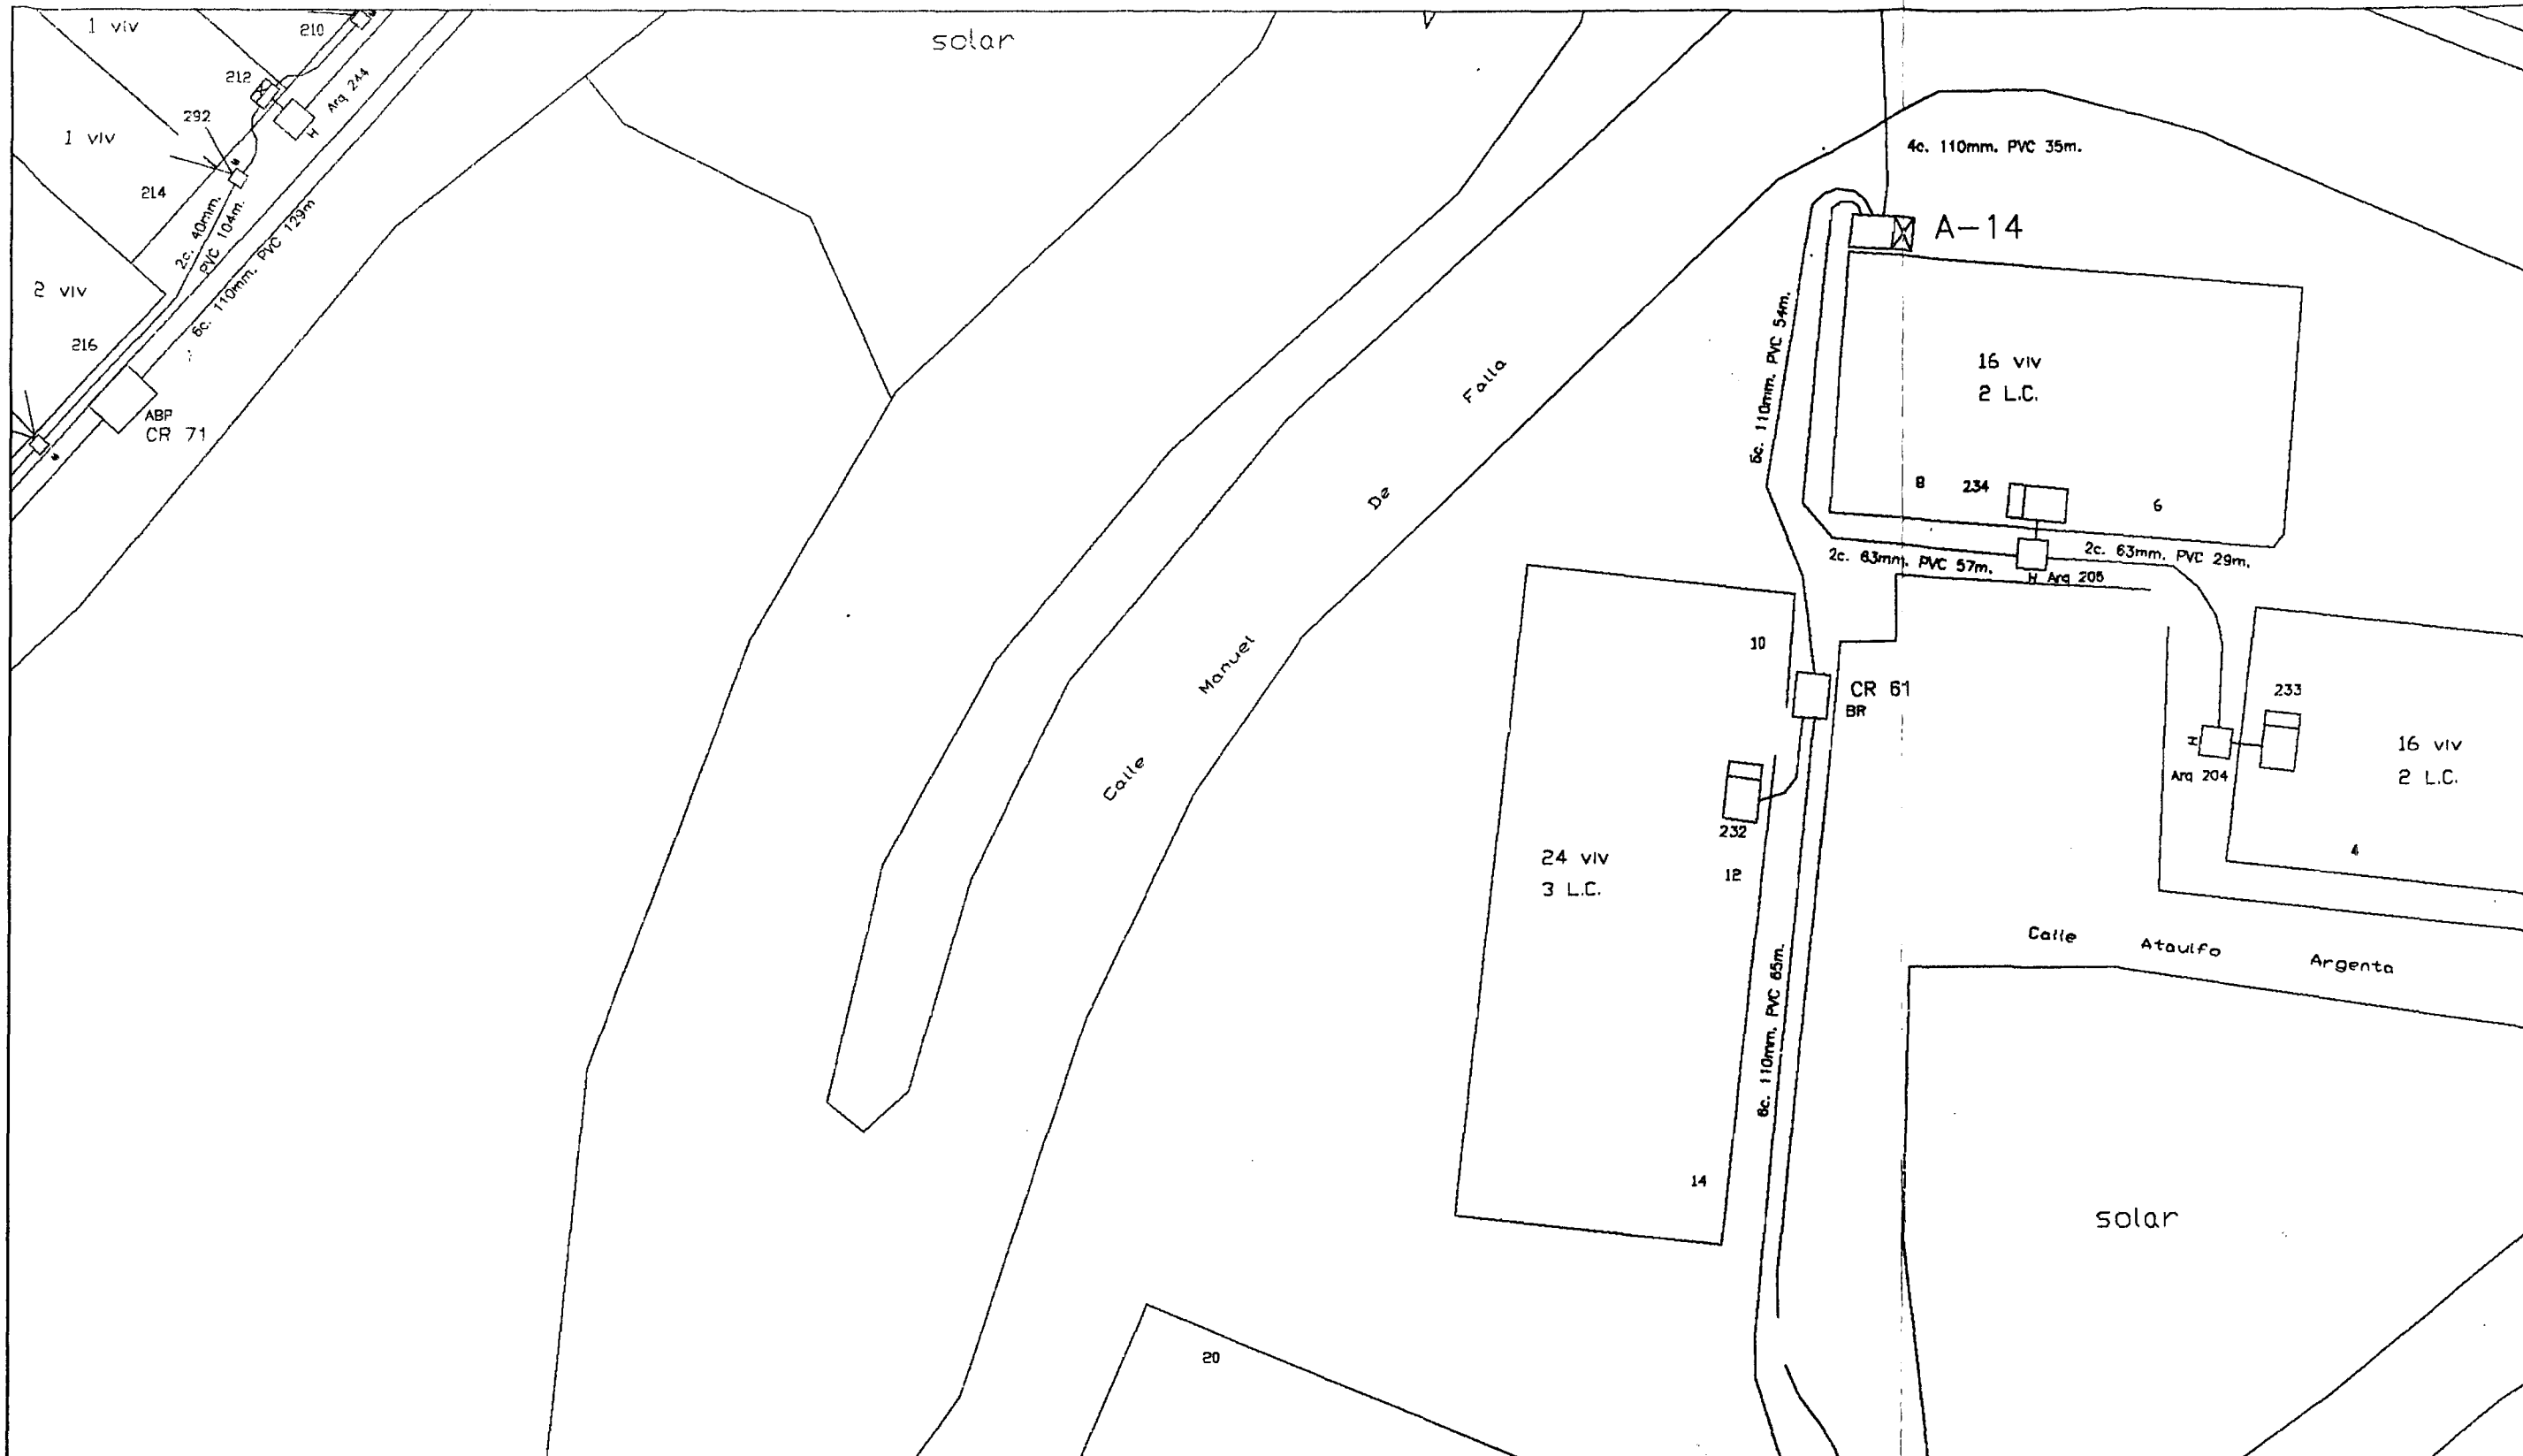 1 viv
210
solar
212
Arq 244
H
292
1 viv
214
2c. 40mm.
PVC 104m.
6c. 110mm. PVC 129m
2 viv
216
ABP
CR 71
4c. 110mm. PVC 35m.
A-14
6c. 110mm. PVC 54m.
16 viv
2 L.C.
8
234
6
2c. 63mm. PVC 57m.
2c. 63mm. PVC 29m.
H Arq 205
Calle Manuel De Falla
10
CR 61
BR
233
H
Arq 204
16 viv
2 L.C.
4
232
12
24 viv
3 L.C.
6c. 110mm. PVC 65m.
Calle Ataulfo Argenta
14
solar
20